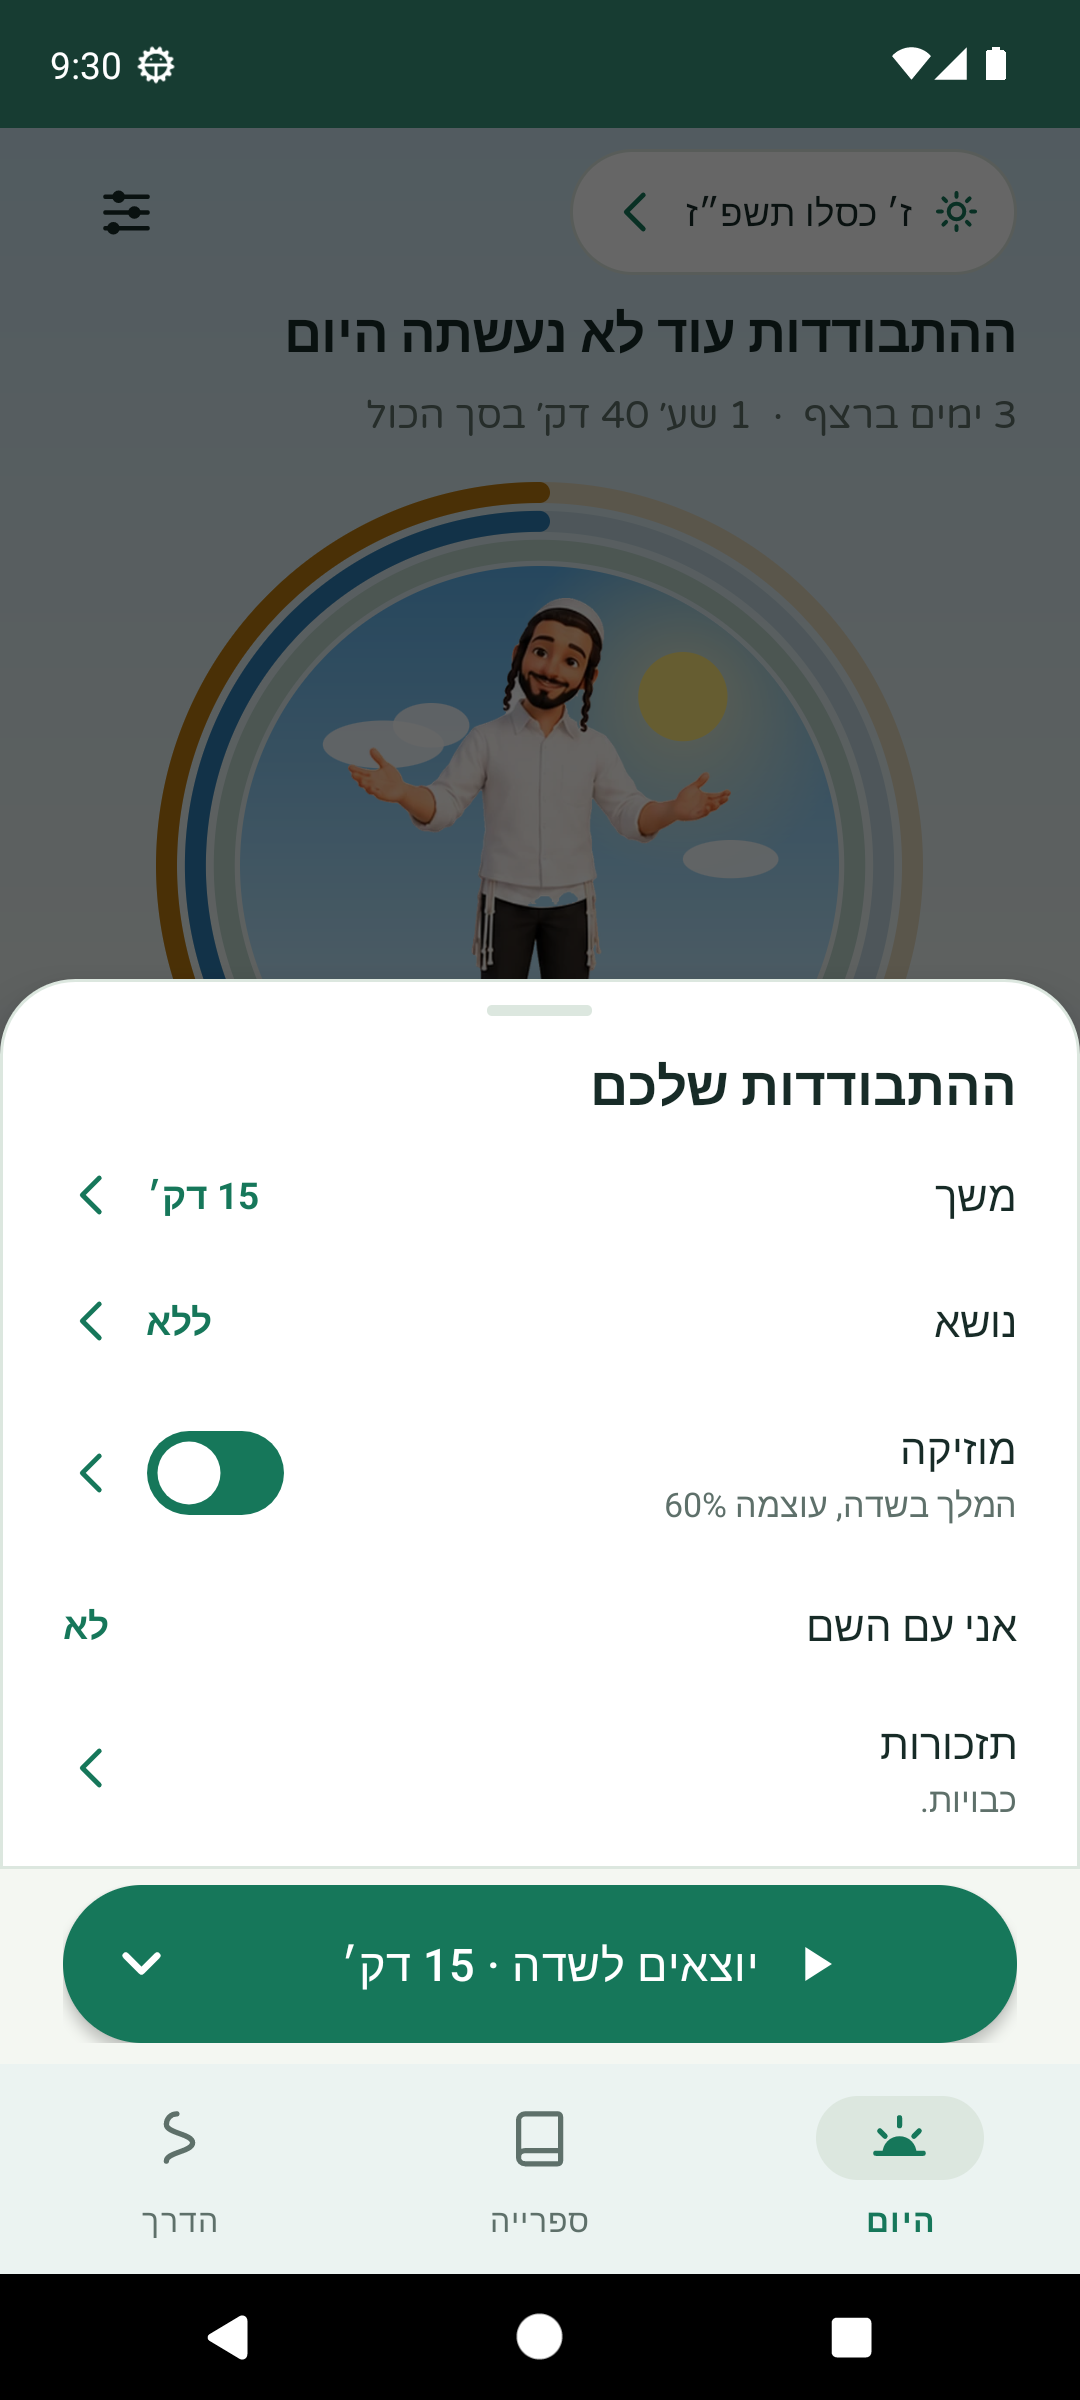 9:30
ז׳ כסלו תשפ״ז
ההתבודדות עוד לא נעשתה היום
3 ימים ברצף · 1 שע׳ 40 דק׳ בסך הכול
ההתבודדות שלכם
משך
15 דק׳
נושא
ללא
מוזיקה
המלך בשדה, עוצמה 60%
אני עם השם
לא
תזכורות
כבויות.
יוצאים לשדה · 15 דק׳
היום
ספרייה
הדרך